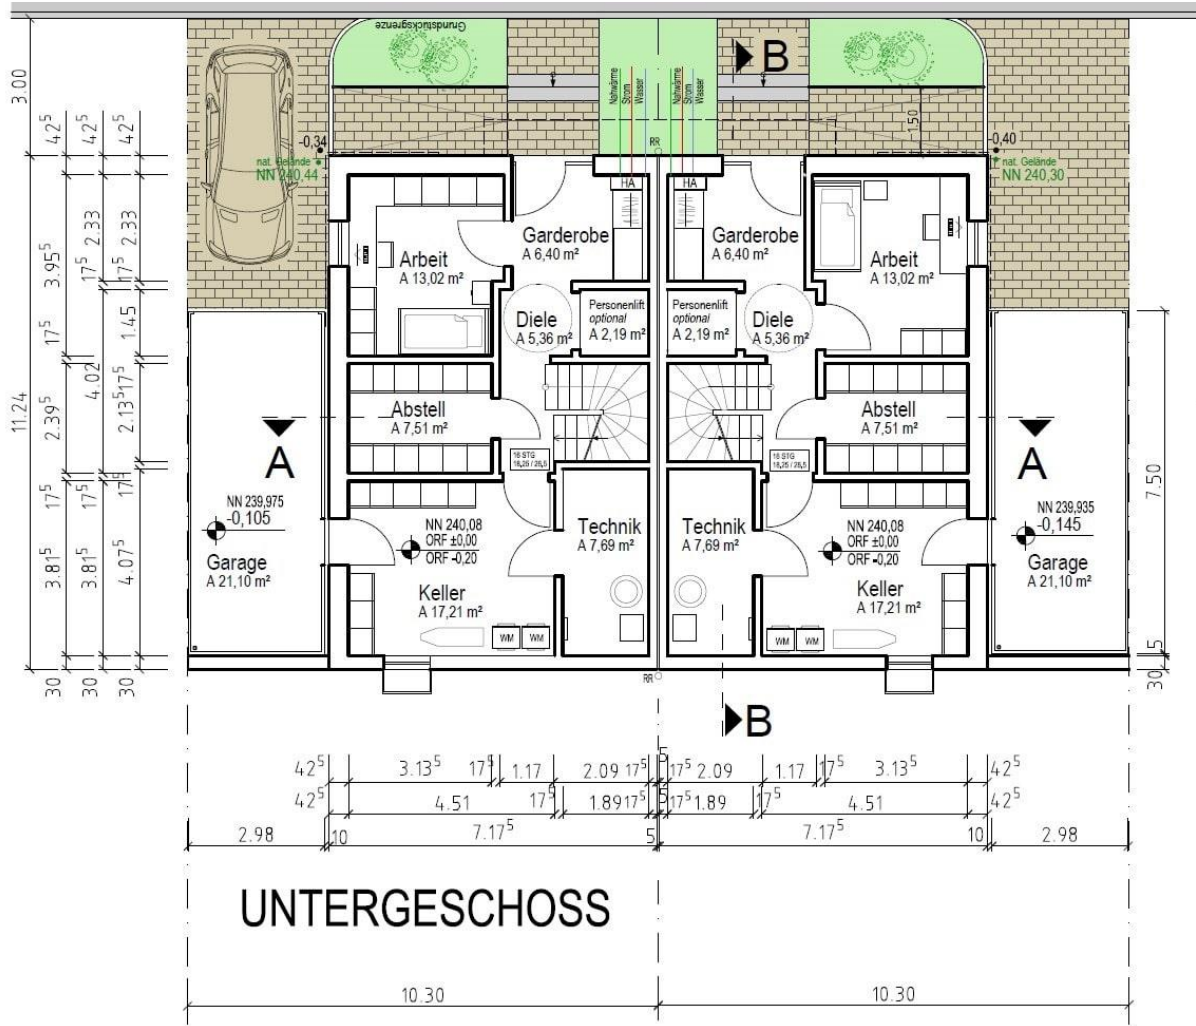 Grundstücksgrenze
B
Nahwärme
Strom
Wasser
Nahwärme
Strom
Wasser
1.50
3.00
42⁵
42⁵
42⁵
-0,34
nat. Gelände
NN 240,44
RR
-0,40
nat. Gelände
NN 240,30
HA
HA
Garderobe
A 6,40 m²
Garderobe
A 6,40 m²
Arbeit
A 13,02 m²
Arbeit
A 13,02 m²
3.95⁵
17⁵
2.33
17⁵
2.33
Personenlift
optional
A 2,19 m²
Personenlift
optional
A 2,19 m²
Diele
A 5,36 m²
Diele
A 5,36 m²
17⁵
1.45
4.02
17⁵
11.24
2.39⁵
2.13⁵
Abstell
A 7,51 m²
Abstell
A 7,51 m²
A
A
16 STG
18,25 / 26,5
16 STG
18,25 / 26,5
17⁵
17⁵
17⁵
7.50
NN 239,975
-0,105
NN 240,08
ORF ±0,00
ORF -0,20
Technik
A 7,69 m²
Technik
A 7,69 m²
NN 240,08
ORF ±0,00
ORF -0,20
NN 239,935
-0,145
Garage
A 21,10 m²
Garage
A 21,10 m²
3.81⁵
3.81⁵
4.07⁵
Keller
A 17,21 m²
Keller
A 17,21 m²
WM
WM
WM
WM
30
30
30
RR
30
15
B
42⁵
3.13⁵
17⁵
1.17
2.09
17⁵
5
17⁵
2.09
1.17
17⁵
3.13⁵
42⁵
42⁵
4.51
17⁵
1.89
17⁵
5
17⁵
1.89
17⁵
4.51
42⁵
2.98
10
7.17⁵
5
7.17⁵
10
2.98
UNTERGESCHOSS
10.30
10.30